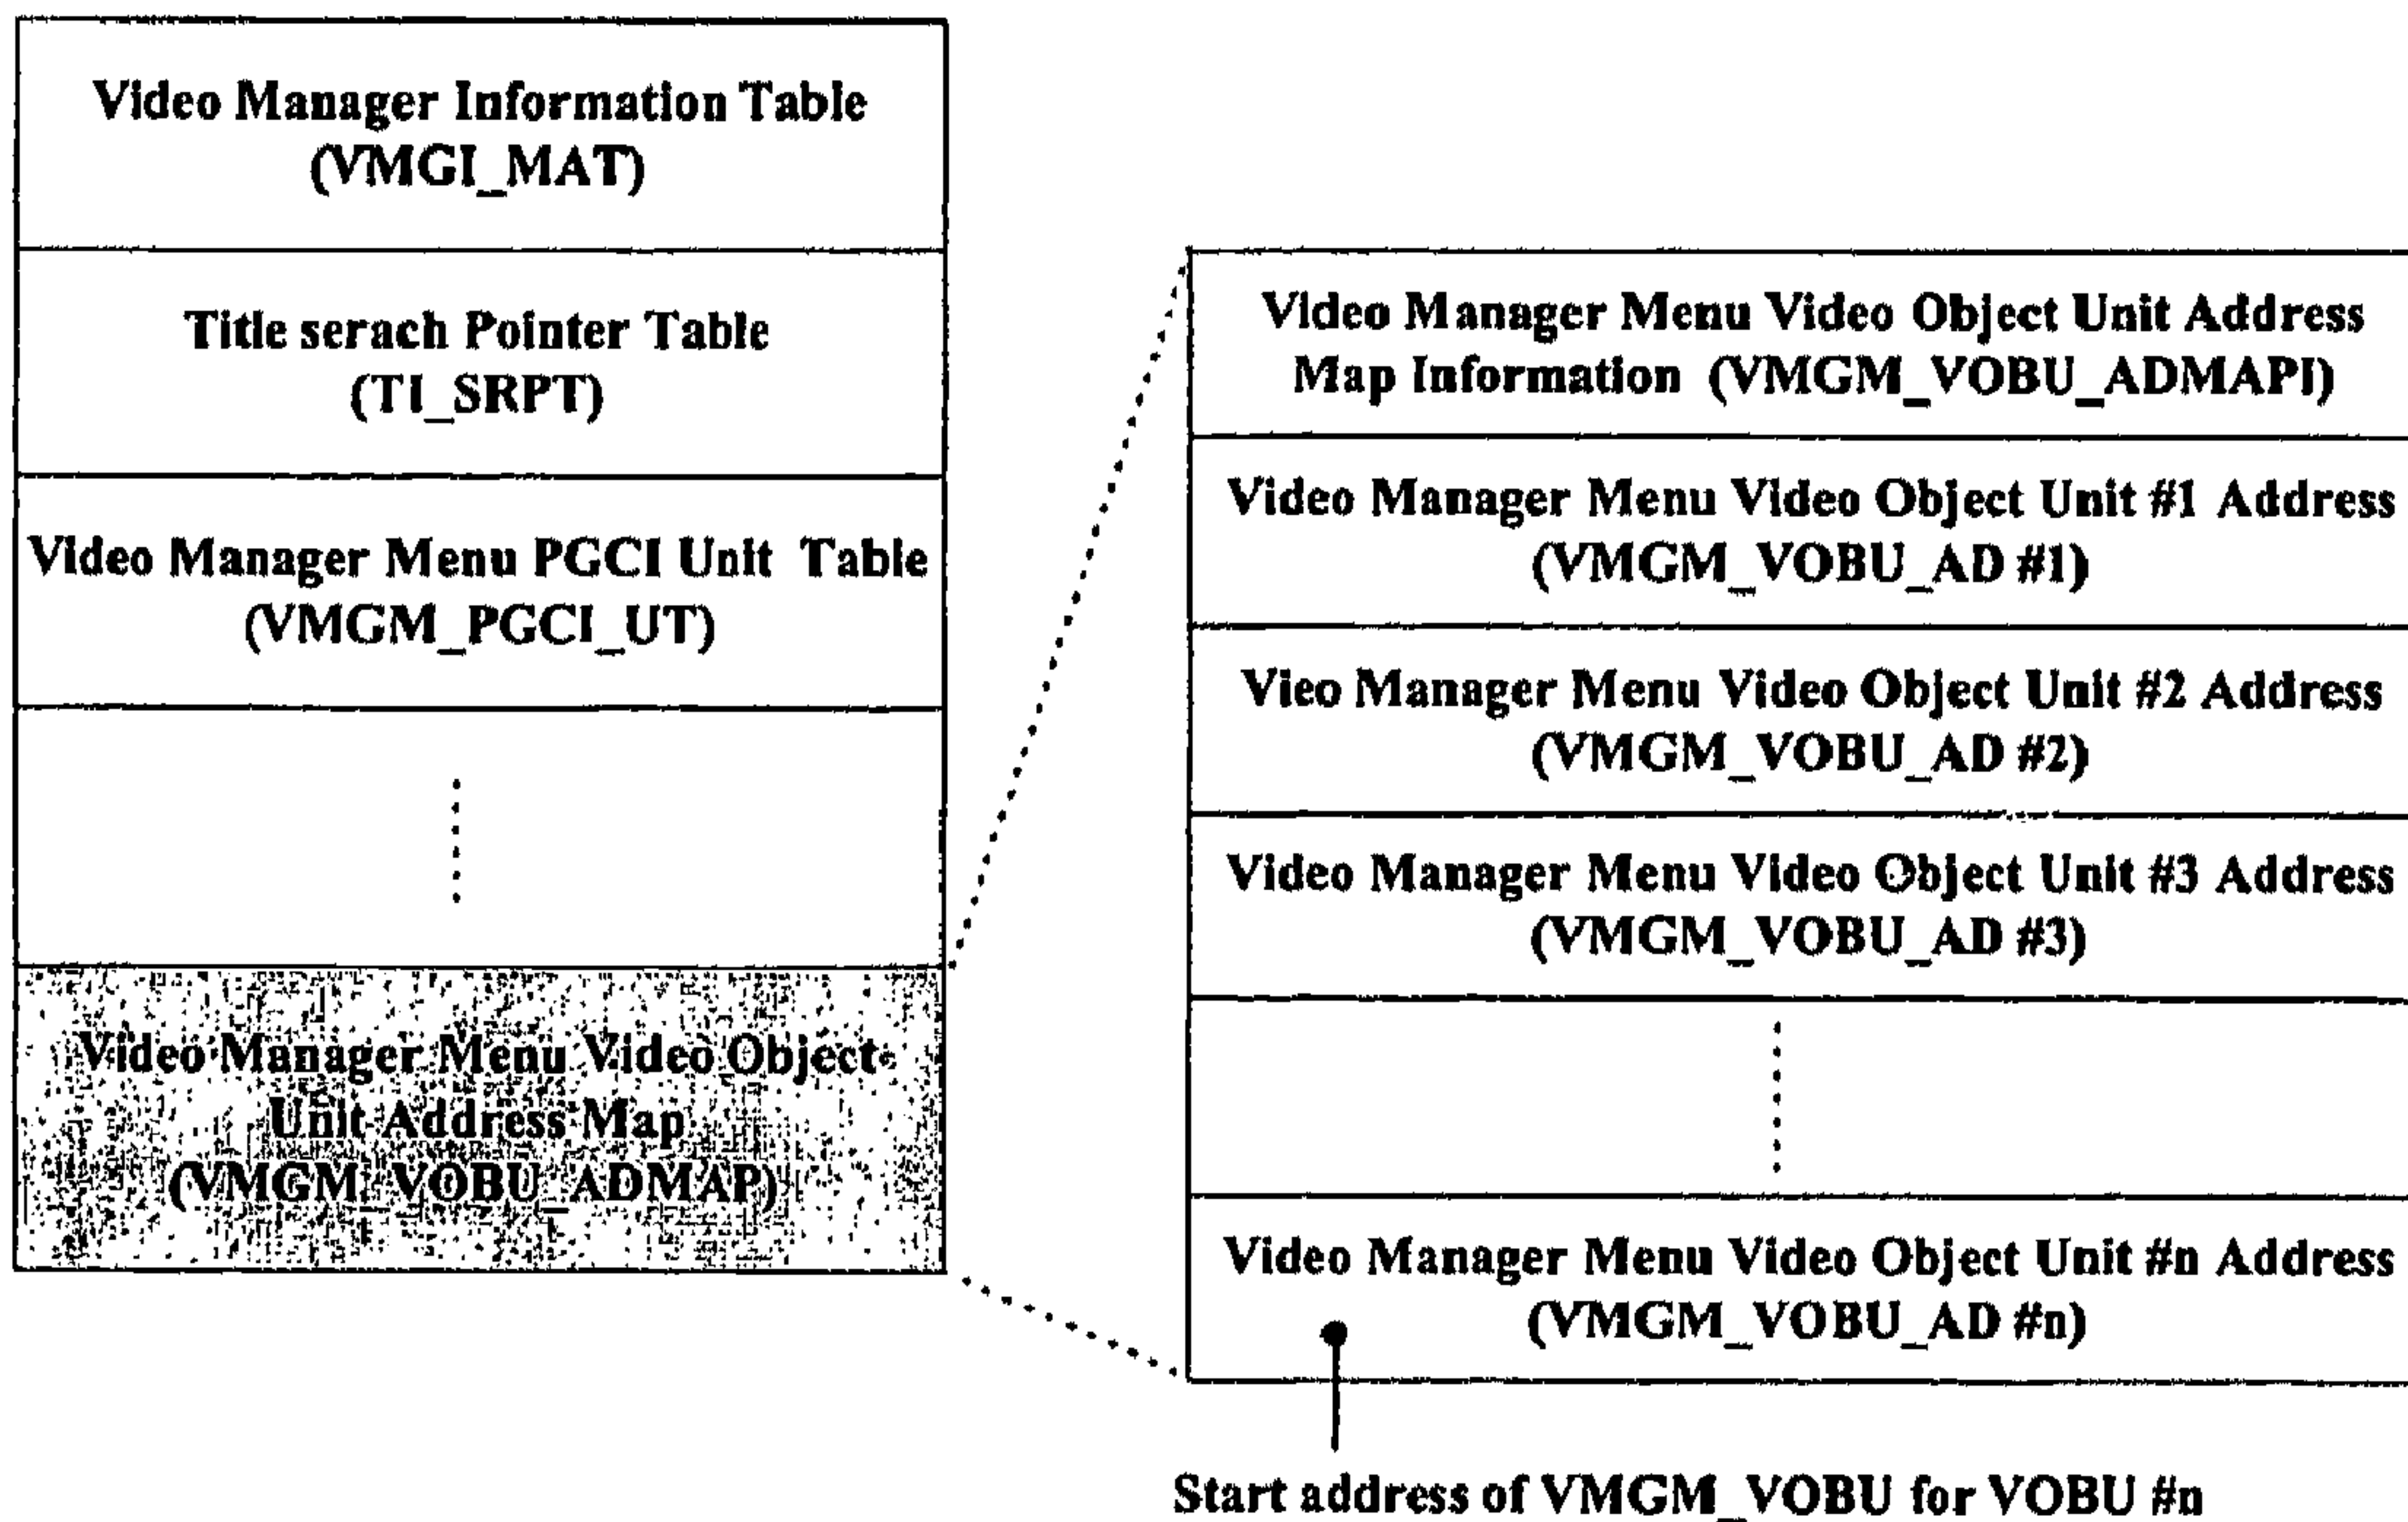 Video Manager Information Table
(VMGI_MAT)
Title serach Pointer Table
(TI_SRPT)
Video Manager Menu PGCI Unit Table
(VMGM_PGCI_UT)
Video Manager Menu Video Object
Unit Address Map
(VMGM_VOBU_ADMAP)
Video Manager Menu Video Object Unit Address
Map Information (VMGM_VOBU_ADMAPI)
Video Manager Menu Video Object Unit #1 Address
(VMGM_VOBU_AD #1)
Vieo Manager Menu Video Object Unit #2 Address
(VMGM_VOBU_AD #2)
Video Manager Menu Video Object Unit #3 Address
(VMGM_VOBU_AD #3)
Video Manager Menu Video Object Unit #n Address
(VMGM_VOBU_AD #n)
Start address of VMGM_VOBU for VOBU #n